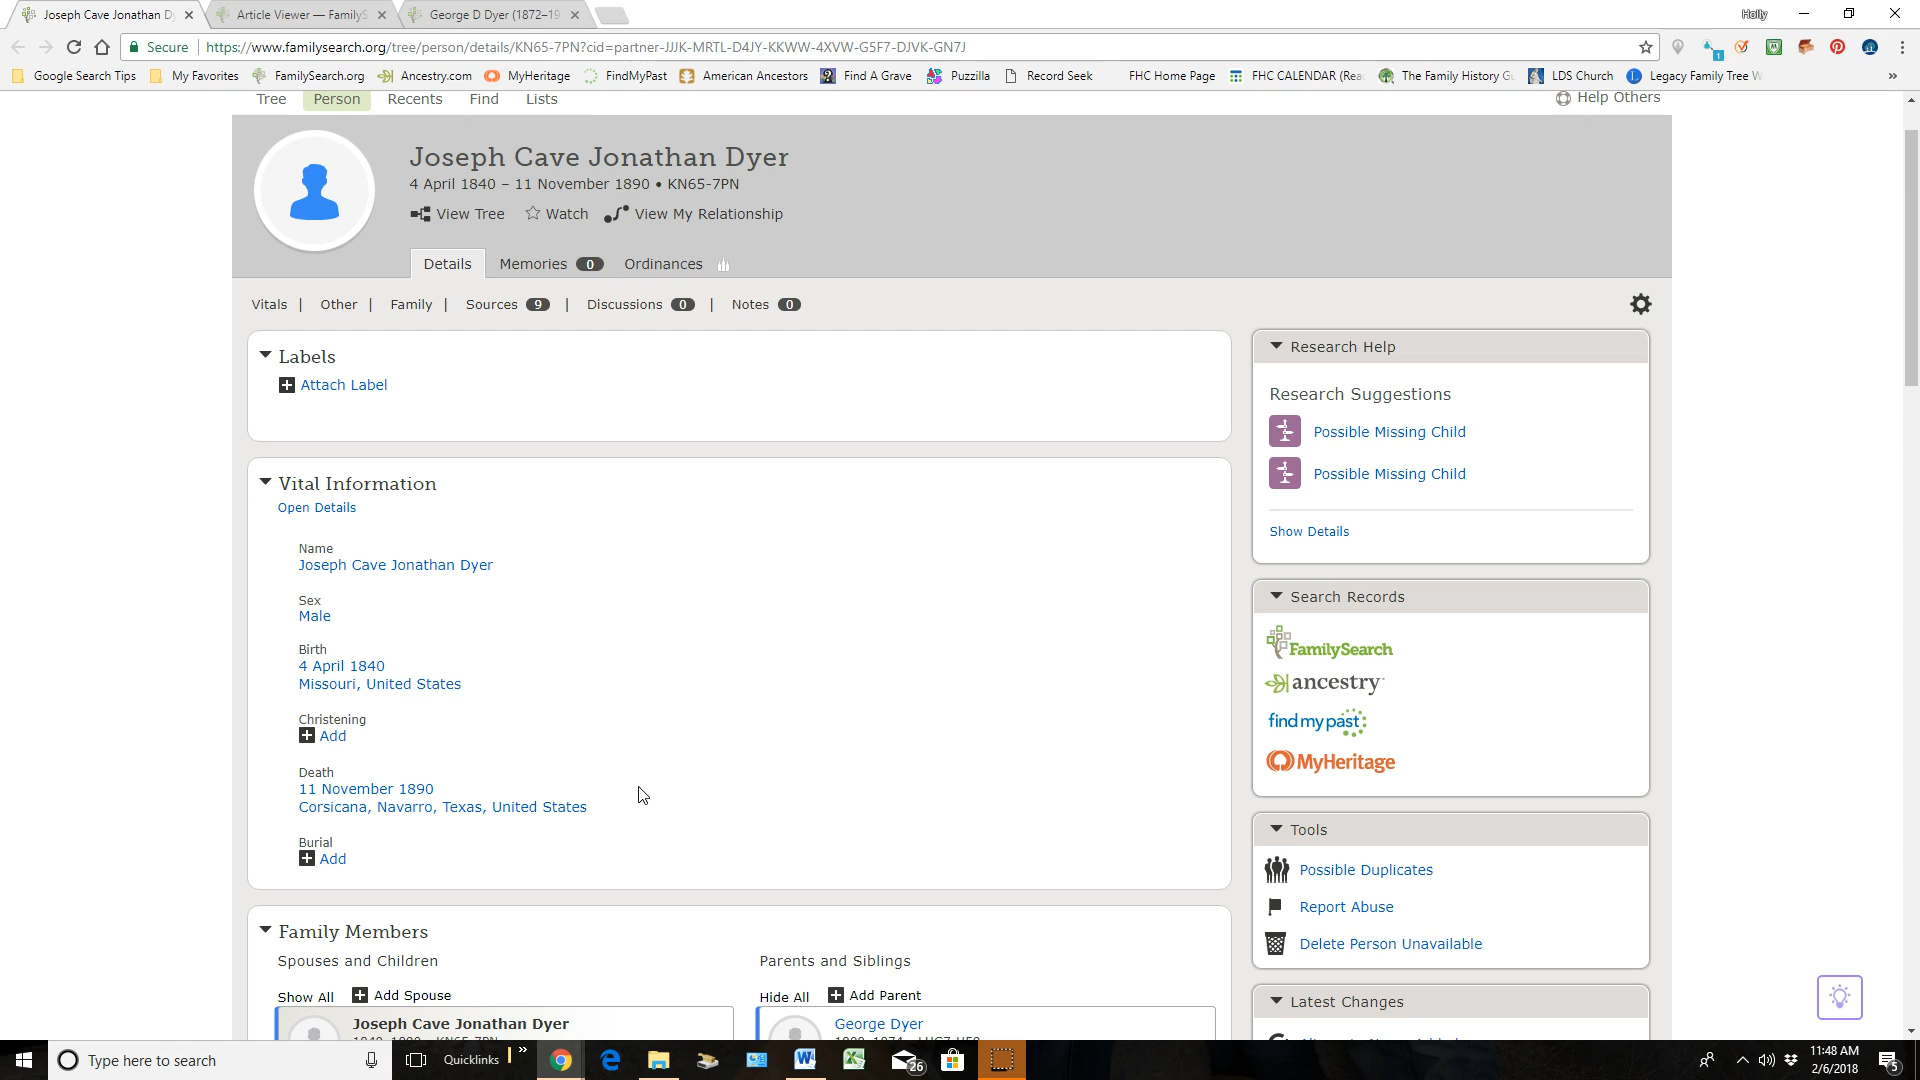 Joseph Cave Jonathan D
Article Viewer — FamilyS
George D Dyer (1872–19
Holly
Secure
https://www.familysearch.org/tree/person/details/KN65-7PN?cid=partner-JJJK-MRTL-D4JY-KKWW-4XVW-G5F7-DJVK-GN7J
1
Google Search Tips
My Favorites
FamilySearch.org
Ancestry.com
MyHeritage
FindMyPast
American Ancestors
Find A Grave
Puzzilla
Record Seek
FHC Home Page
FHC CALENDAR (Rea
The Family History G
LDS Church
Legacy Family Tree W
»
Tree
Person
Recents
Find
Lists
Help Others
Joseph Cave Jonathan Dyer
4 April 1840 – 11 November 1890 • KN65-7PN
View Tree
Watch
View My Relationship
Details
Memories 0
Ordinances
Vitals |
Other |
Family |
Sources 9 |
Discussions 0 |
Notes 0
Labels
Attach Label
Vital Information
Open Details
Name
Joseph Cave Jonathan Dyer
Sex
Male
Birth
4 April 1840
Missouri, United States
Christening
Add
Death
11 November 1890
Corsicana, Navarro, Texas, United States
Burial
Add
Family Members
Spouses and Children
Show All
Add Spouse
Joseph Cave Jonathan Dyer
Parents and Siblings
Hide All
Add Parent
George Dyer
Research Help
Research Suggestions
Possible Missing Child
Possible Missing Child
Show Details
Search Records
FamilySearch
ancestry
findmypast
MyHeritage
Tools
Possible Duplicates
Report Abuse
Delete Person Unavailable
Latest Changes
Type here to search
Quicklinks
»
26
11:48 AM
2/6/2018
5